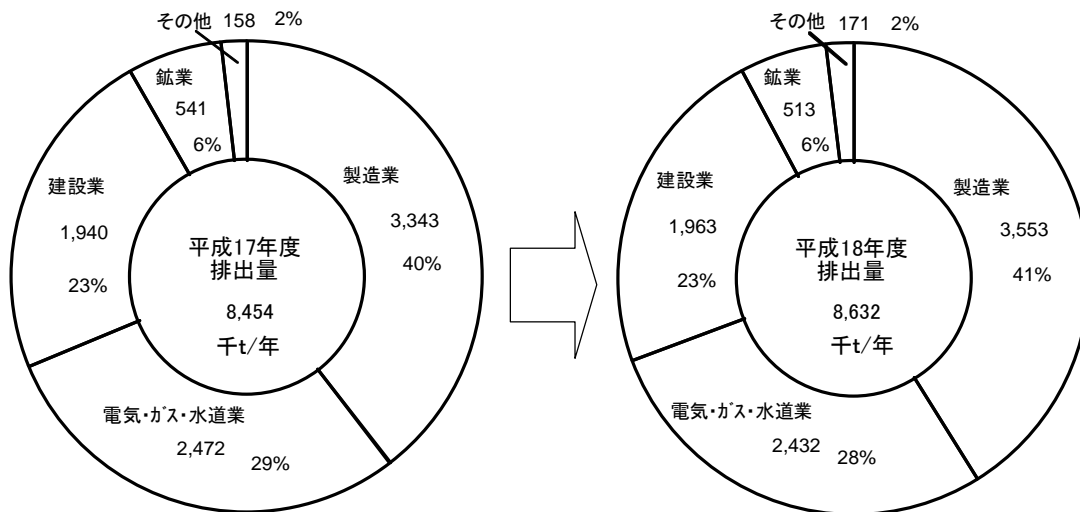 その他 158 2%
鉱業
541
6%
建設業
1,940
23%
製造業
3,343
40%
平成17年度
排出量
8,454
千t/年
電気・ｶﾞｽ・水道業
2,472
29%
その他 171 2%
鉱業
513
6%
建設業
1,963
23%
製造業
3,553
41%
平成18年度
排出量
8,632
千t/年
電気・ｶﾞｽ・水道業
2,432
28%